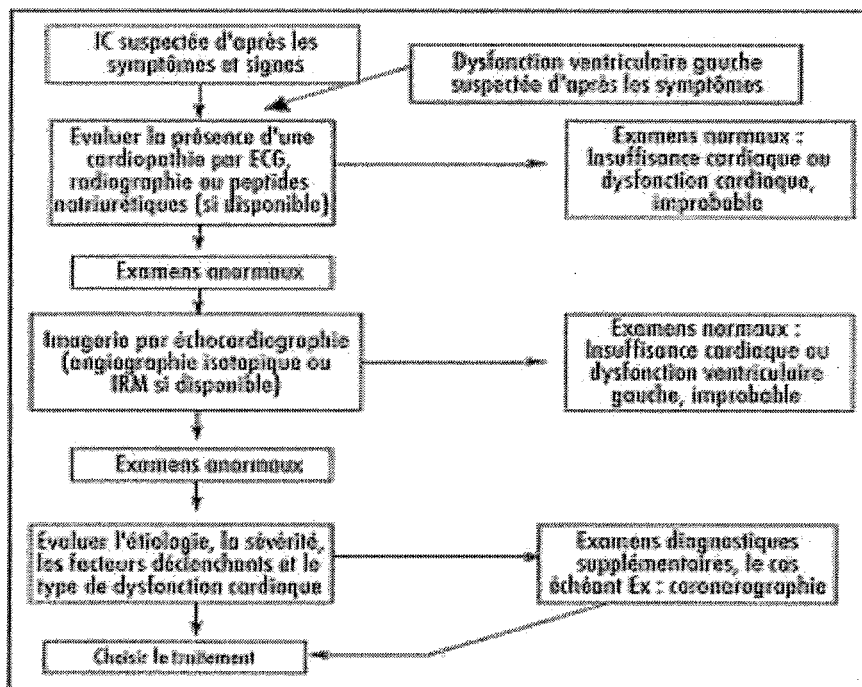 IC suspectée d'après les
symptômes et signes
Dysfonction ventriculaire gauche
suspectée d'après les symptômes
Evaluer la présence d'une
cardiopathie par ECG,
radiographie ou peptides
natriurétiques (si disponible)
Examens normaux :
Insuffisance cardiaque ou
dysfonction cardiaque,
improbable
Examens anormaux
Imagerie par échocardiographie
(angiographie isotopique ou
IRM si disponible)
Examens normaux :
Insuffisance cardiaque ou
dysfonction ventriculaire
gauche, improbable
Examens anormaux
Evaluer l'étiologie, la sévérité,
les facteurs déclenchants et le
type de dysfonction cardiaque
Examens diagnostiques
supplémentaires, le cas
échéant Ex : coronarographie
Choisir le traitement